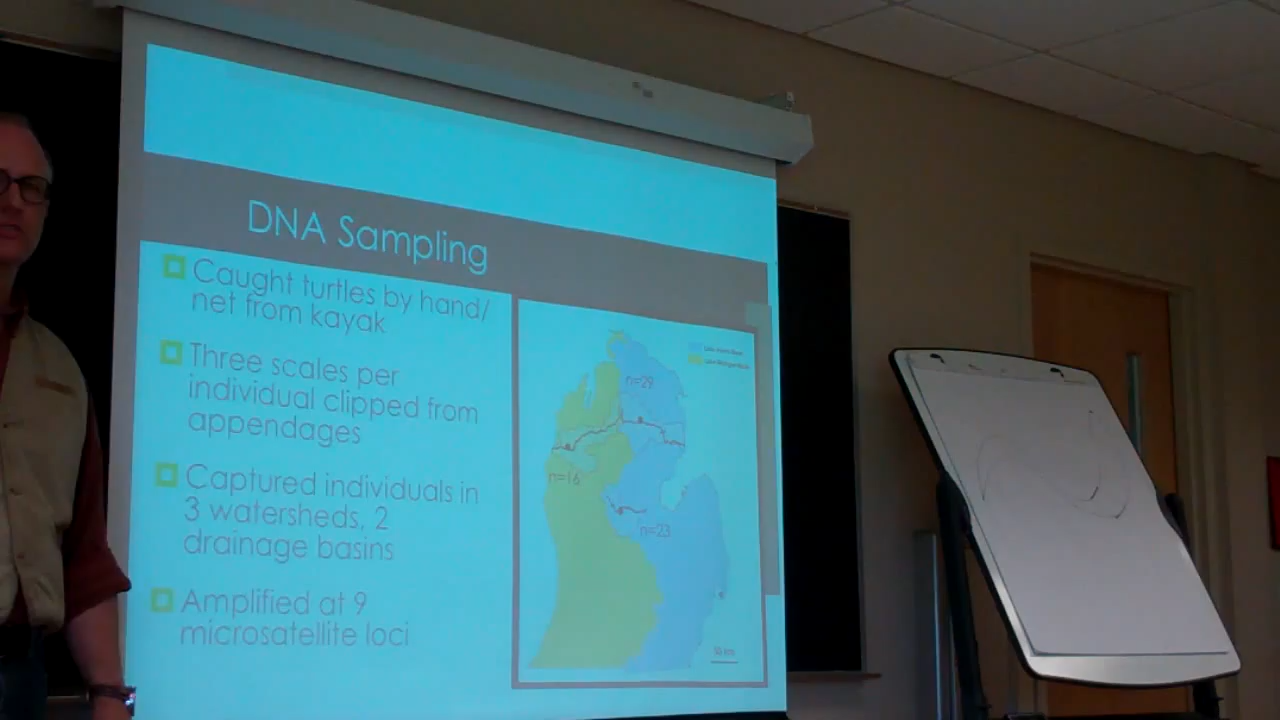 DNA Sampling
Caught turtles by hand/
net from kayak
Three scales per
individual clipped from
appendages
Captured individuals in
3 watersheds, 2
drainage basins
Amplified at 9
microsatellite loci
n=29
n=16
n=23